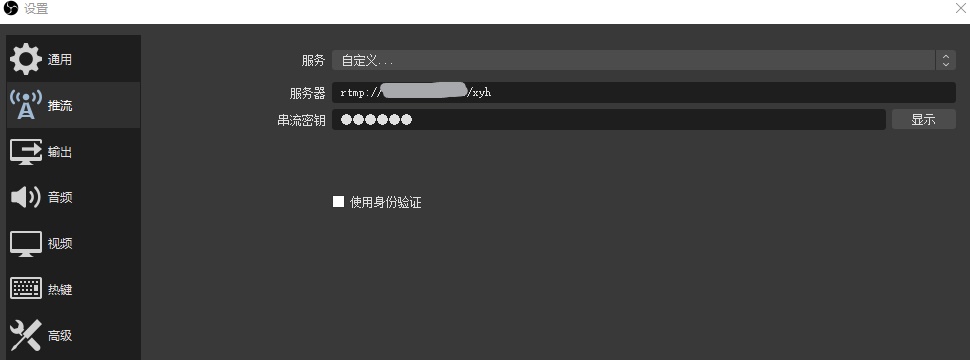 设置
通用
推流
输出
音频
视频
热键
高级
服务 自定义...
服务器 rtmp:// /xyh
串流密钥 ●●●●●● 显示
使用身份验证